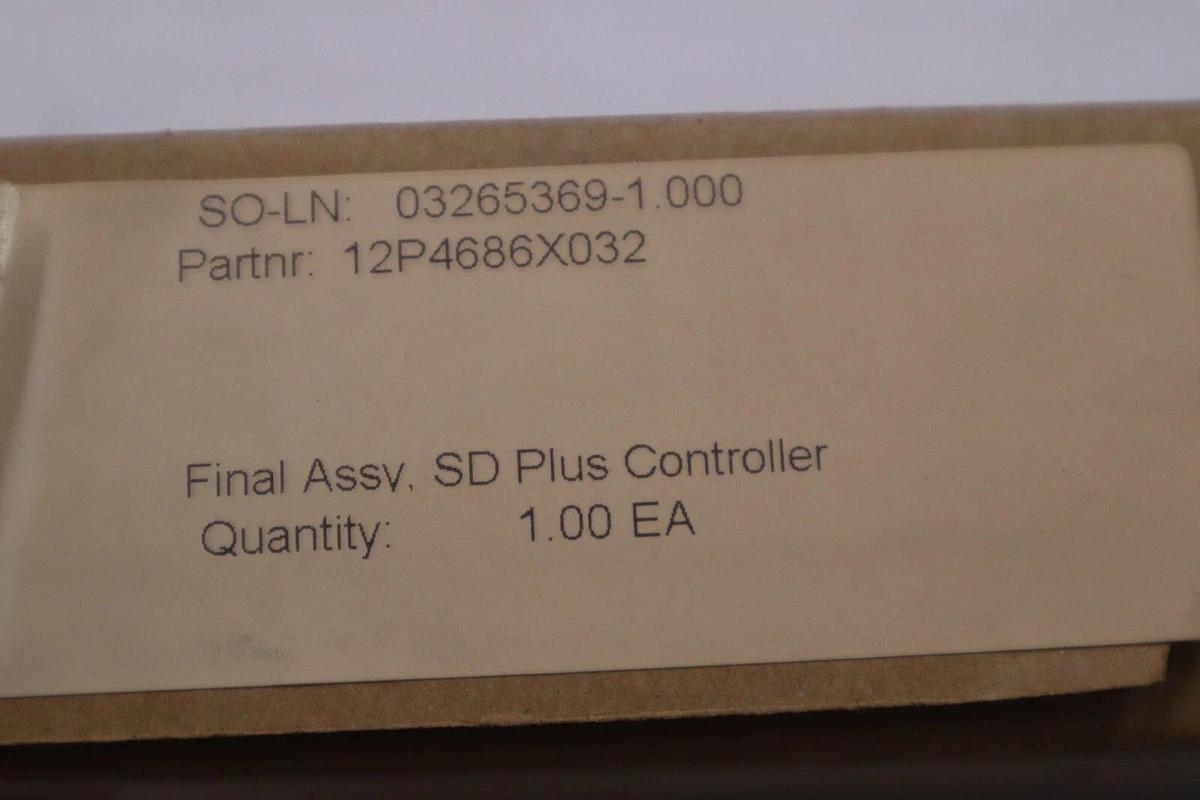 SO-LN: 03265369-1.000
Partnr: 12P4686X032
Final Assv, SD Plus Controller
Quantity: 1.00 EA